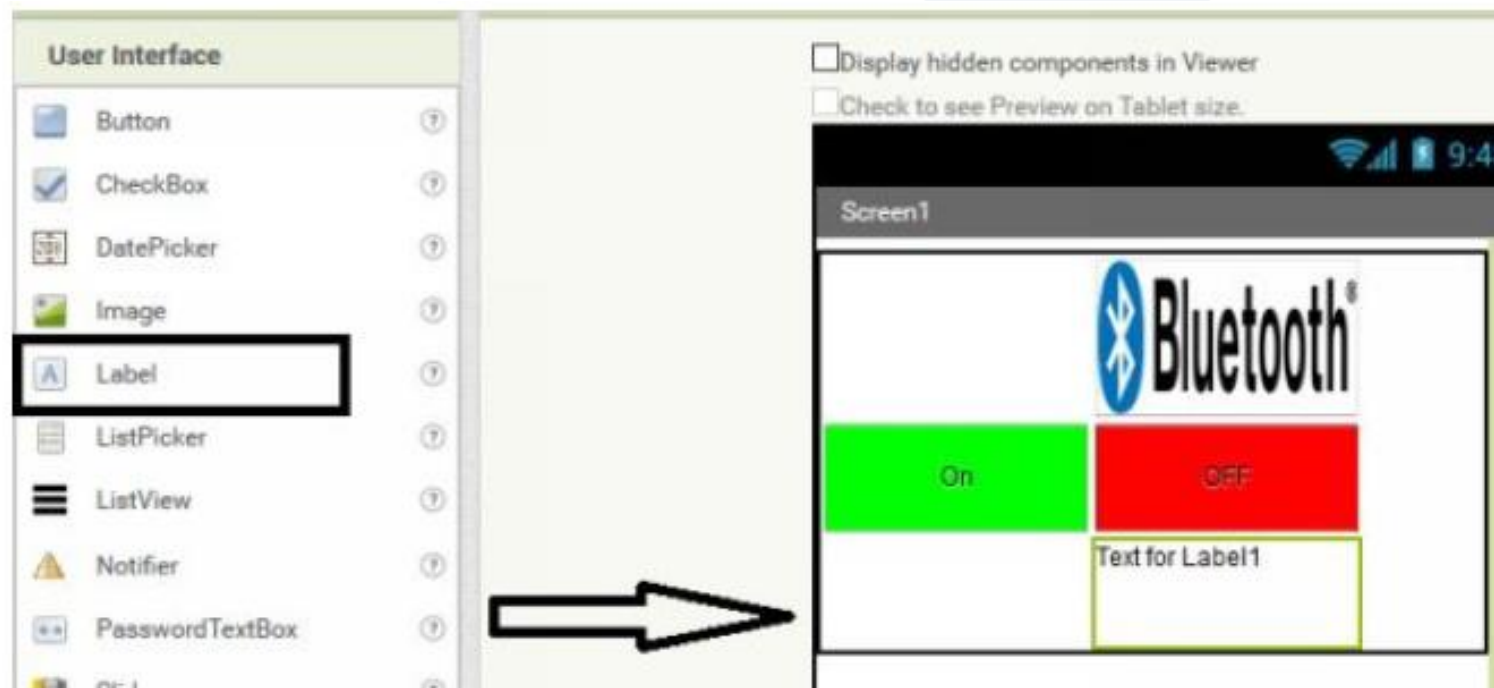 User Interface
Button
CheckBox
DatePicker
Image
Label
ListPicker
ListView
Notifier
PasswordTextBox
Display hidden components in Viewer
Check to see Preview on Tablet size.
9:4
Screen1
Bluetooth®
On
OFF
Text for Label1